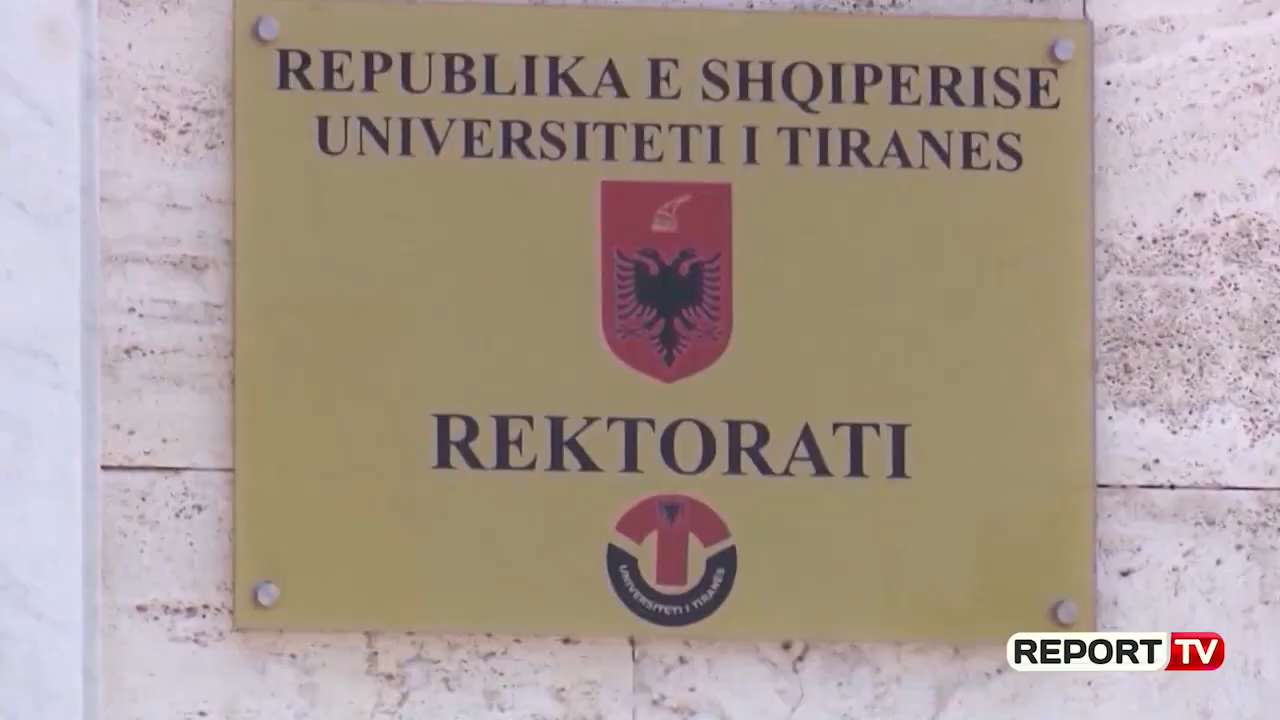 REPUBLIKA E SHQIPERISE
UNIVERSITETI I TIRANES
REKTORATI
UNIVERSITETI I TIRANES
REPORT TV